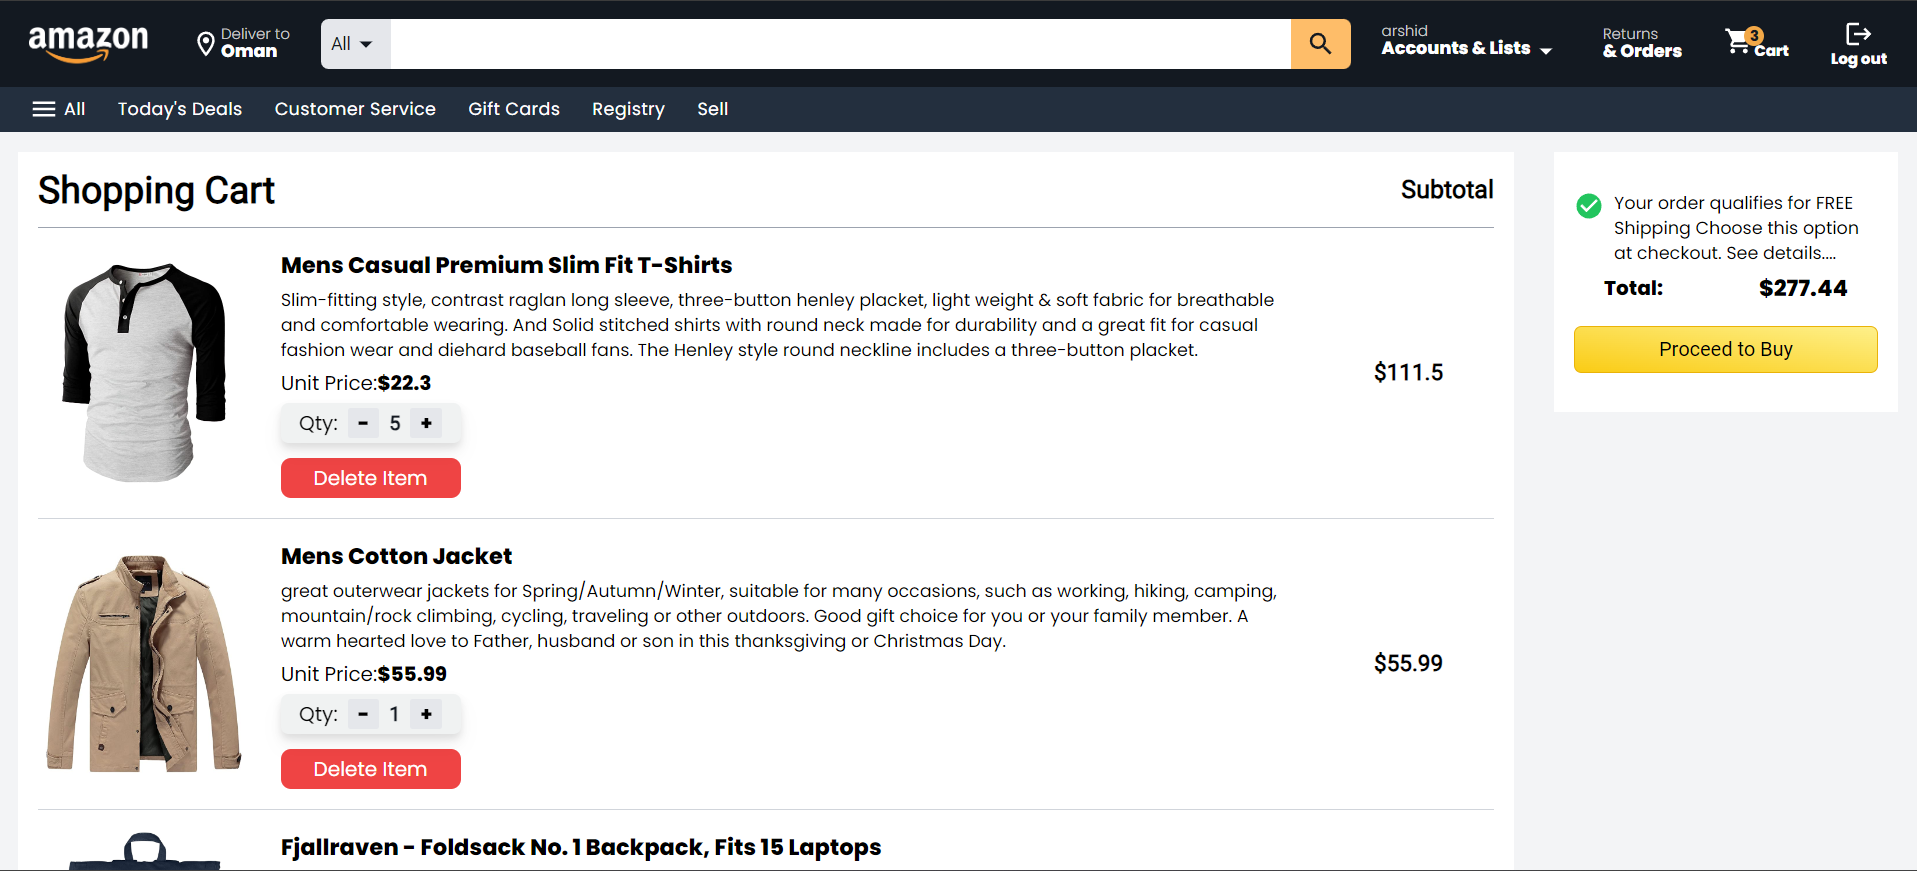 amazon
Deliver to
Oman
All
arshid
Accounts & Lists
Returns
& Orders
3
Cart
Log out
All
Today's Deals
Customer Service
Gift Cards
Registry
Sell
Shopping Cart
Subtotal
Mens Casual Premium Slim Fit T-Shirts
Slim-fitting style, contrast raglan long sleeve, three-button henley placket, light weight & soft fabric for breathable
and comfortable wearing. And Solid stitched shirts with round neck made for durability and a great fit for casual
fashion wear and diehard baseball fans. The Henley style round neckline includes a three-button placket.
Unit Price:$22.3
Qty: - 5 +
Delete Item
$111.5
Mens Cotton Jacket
great outerwear jackets for Spring/Autumn/Winter, suitable for many occasions, such as working, hiking, camping,
mountain/rock climbing, cycling, traveling or other outdoors. Good gift choice for you or your family member. A
warm hearted love to Father, husband or son in this thanksgiving or Christmas Day.
Unit Price:$55.99
Qty: - 1 +
Delete Item
$55.99
Fjallraven - Foldsack No. 1 Backpack, Fits 15 Laptops
Your order qualifies for FREE
Shipping Choose this option
at checkout. See details....
Total: $277.44
Proceed to Buy